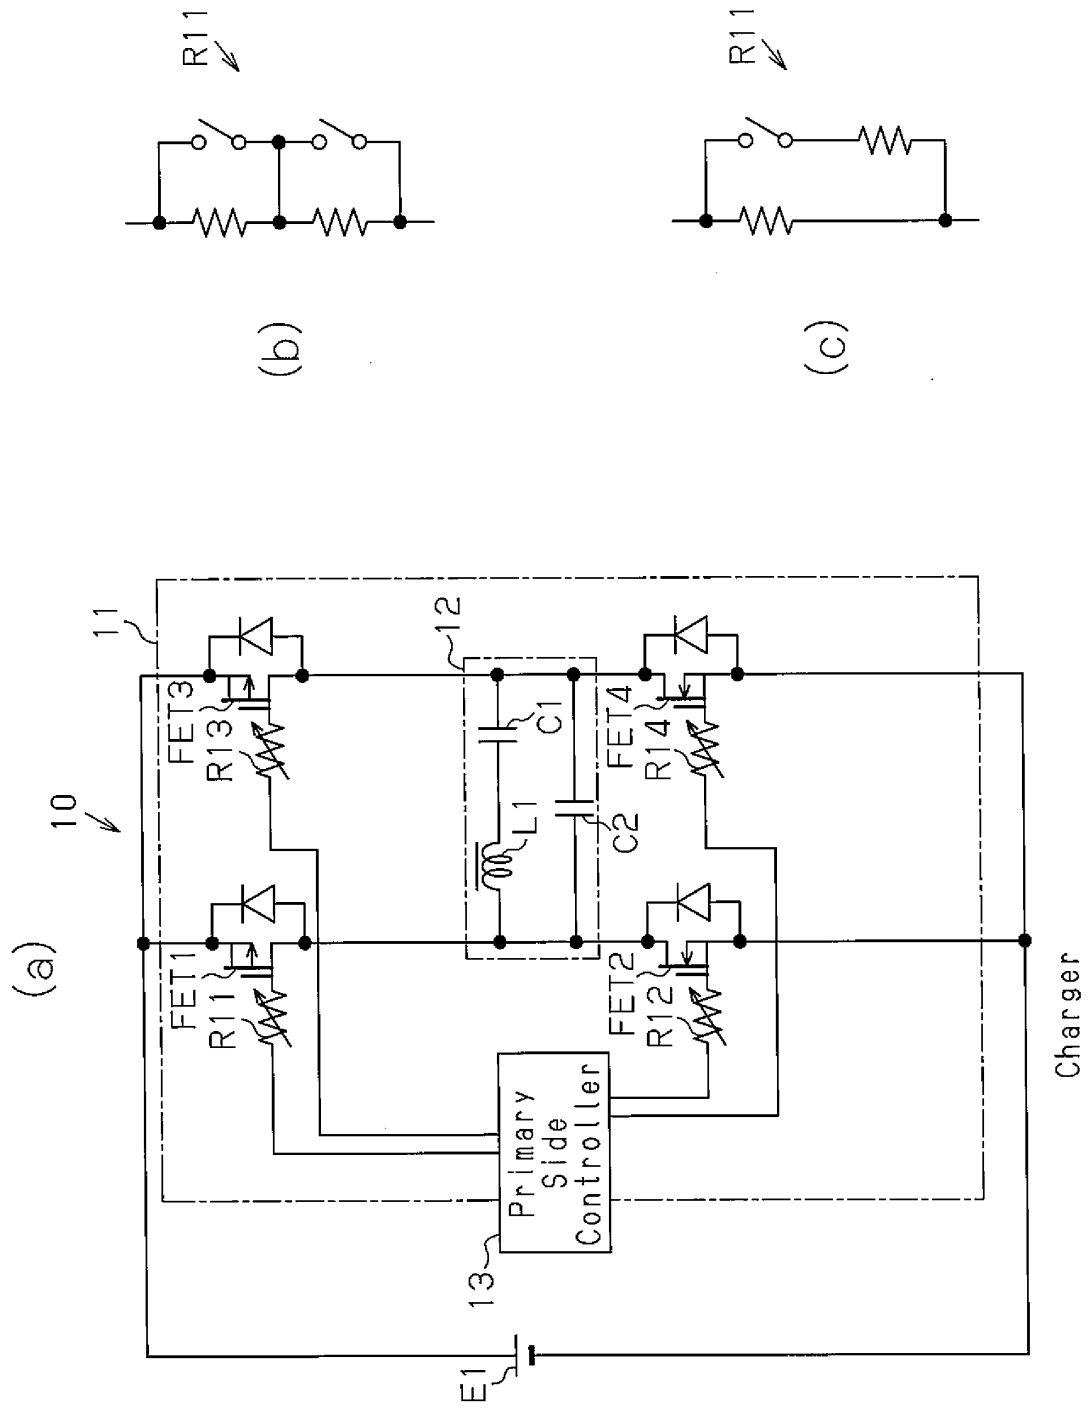 (a)
10
11
FET1
R11
FET3
R13
12
C1
L1
C2
FET2
R12
FET4
R14
Primary
Side
Controller
13
E1
Charger
(b)
R11
(c)
R11